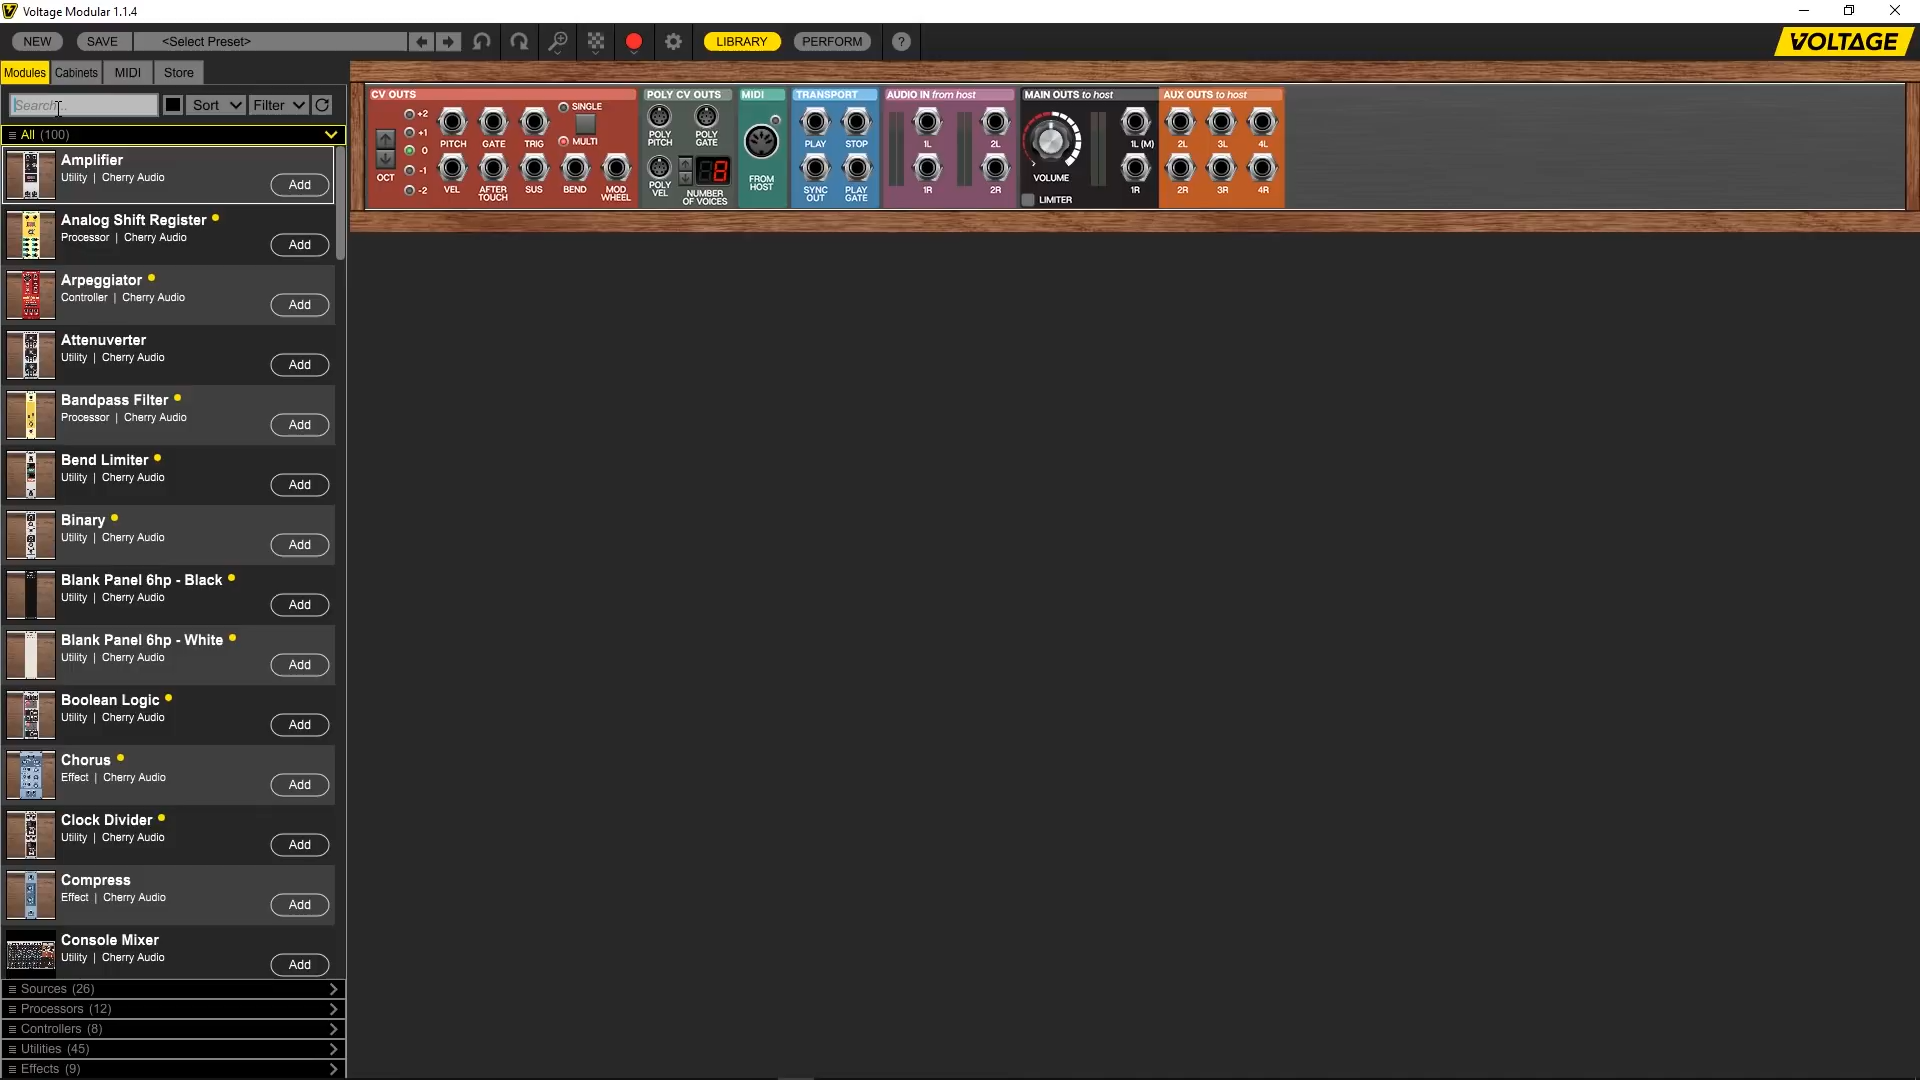 Voltage Modular 1.1.4
NEW
SAVE
<Select Preset>
LIBRARY
PERFORM
?
VOLTAGE
Modules
Cabinets
MIDI
Store
Search...
Sort
Filter
All (100)
Amplifier
Utility | Cherry Audio
Add
Analog Shift Register
Processor | Cherry Audio
Add
Arpeggiator
Controller | Cherry Audio
Add
Attenuverter
Utility | Cherry Audio
Add
Bandpass Filter
Processor | Cherry Audio
Add
Bend Limiter
Utility | Cherry Audio
Add
Binary
Utility | Cherry Audio
Add
Blank Panel 6hp - Black
Utility | Cherry Audio
Add
Blank Panel 6hp - White
Utility | Cherry Audio
Add
Boolean Logic
Utility | Cherry Audio
Add
Chorus
Effect | Cherry Audio
Add
Clock Divider
Utility | Cherry Audio
Add
Compress
Effect | Cherry Audio
Add
Console Mixer
Utility | Cherry Audio
Add
Sources (26)
Processors (12)
Controllers (8)
Utilities (45)
Effects (9)
CV OUTS
+2
+1
0
-1
-2
OCT
PITCH
GATE
TRIG
SINGLE
MULTI
VEL
AFTER
TOUCH
SUS
BEND
MOD
WHEEL
POLY CV OUTS
POLY
PITCH
POLY
GATE
POLY
VEL
8
NUMBER
OF VOICES
MIDI
FROM
HOST
TRANSPORT
PLAY
STOP
SYNC
OUT
PLAY
GATE
AUDIO IN from host
1L
2L
1R
2R
MAIN OUTS to host
VOLUME
LIMITER
1L (M)
1R
AUX OUTS to host
2L
3L
4L
2R
3R
4R